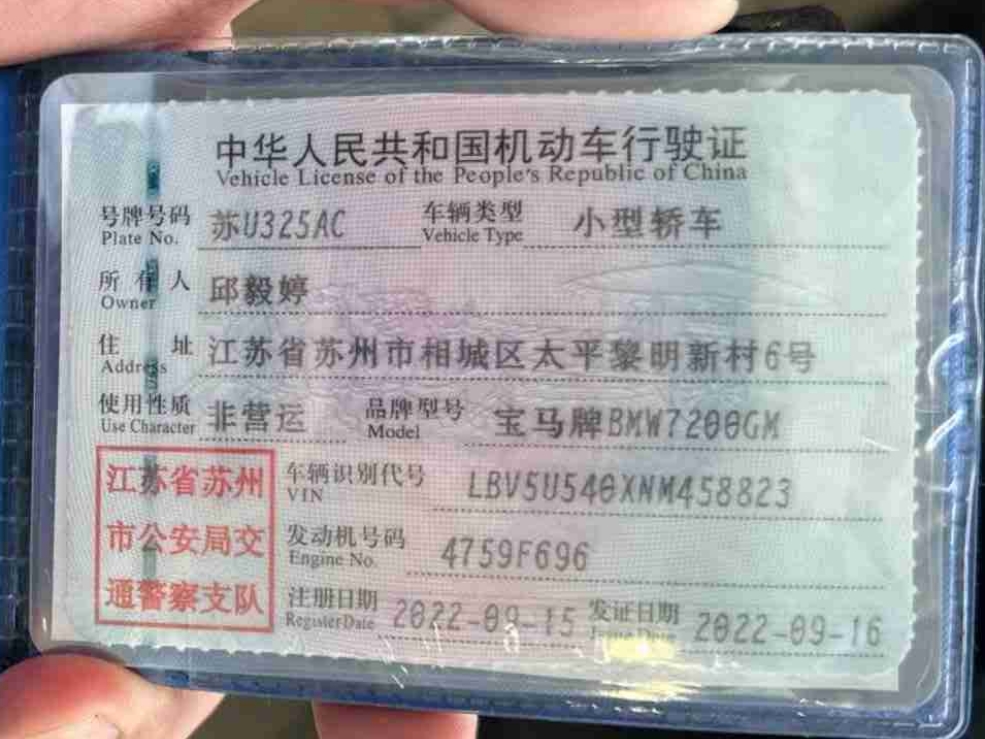 中华人民共和国机动车行驶证
Vehicle License of the People's Republic of China
号牌号码 苏U325AC 车辆类型 小型轿车
Plate No. Vehicle Type
所有人 邱毅婷
Owner
住址 江苏省苏州市相城区太平黎明新村6号
Address
使用性质 非营运 品牌型号 宝马牌BMW7200GM
Use Character Model
江苏省苏州
市公安局交
通警察支队
车辆识别代号 LBV5U540XNM458823
VIN
发动机号码 4759F696
Engine No.
注册日期 2022-09-15 发证日期 2022-09-16
Register Date Issue Date